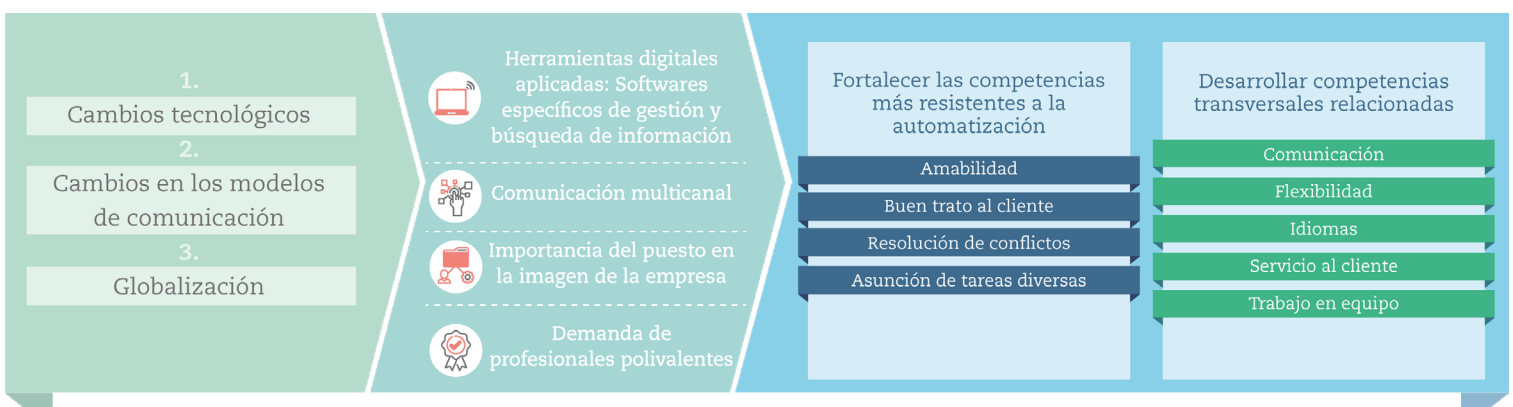 1.
Cambios tecnológicos
2.
Cambios en los modelos
de comunicación
3.
Globalización
Herramientas digitales
aplicadas: Softwares
específicos de gestión y
búsqueda de información
Comunicación multicanal
Importancia del puesto en
la imagen de la empresa
Demanda de
profesionales polivalentes
Fortalecer las competencias
más resistentes a la
automatización
Amabilidad
Buen trato al cliente
Resolución de conflictos
Asunción de tareas diversas
Desarrollar competencias
transversales relacionadas
Comunicación
Flexibilidad
Idiomas
Servicio al cliente
Trabajo en equipo